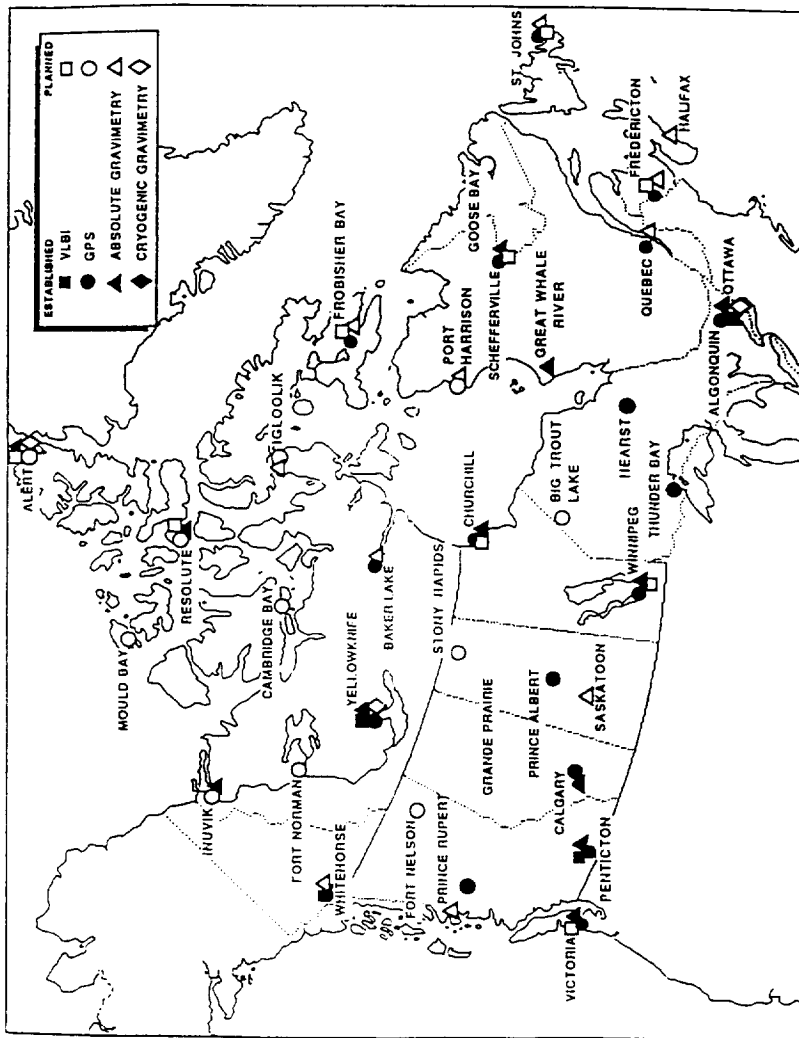 ESTABLISHED PLANNED
VLBI
GPS
ABSOLUTE GRAVIMETRY
CRYOGENIC GRAVIMETRY
ALERT
MOULD BAY
RESOLUTE
INUVIK
CAMBRIDGE BAY
IGLOOLIK
FORT NORMAN
FROBISHER BAY
WHITEHORSE
YELLOWKNIFE
BAKER LAKE
FORT NELSON
PRINCE RUPERT
STONY RAPIDS
CHURCHILL
PORT
HARRISON
GOOSE BAY
SCHEFFERVILLE
GREAT WHALE
RIVER
ST. JOHNS
GRANDE PRAIRIE
PRINCE ALBERT
BIG TROUT
LAKE
CALGARY
SASKATOON
HEARST
THUNDER BAY
WINNIPEG
VICTORIA
PENTICTON
QUEBEC
FREDERICTON
HALIFAX
ALGONQUIN
OTTAWA